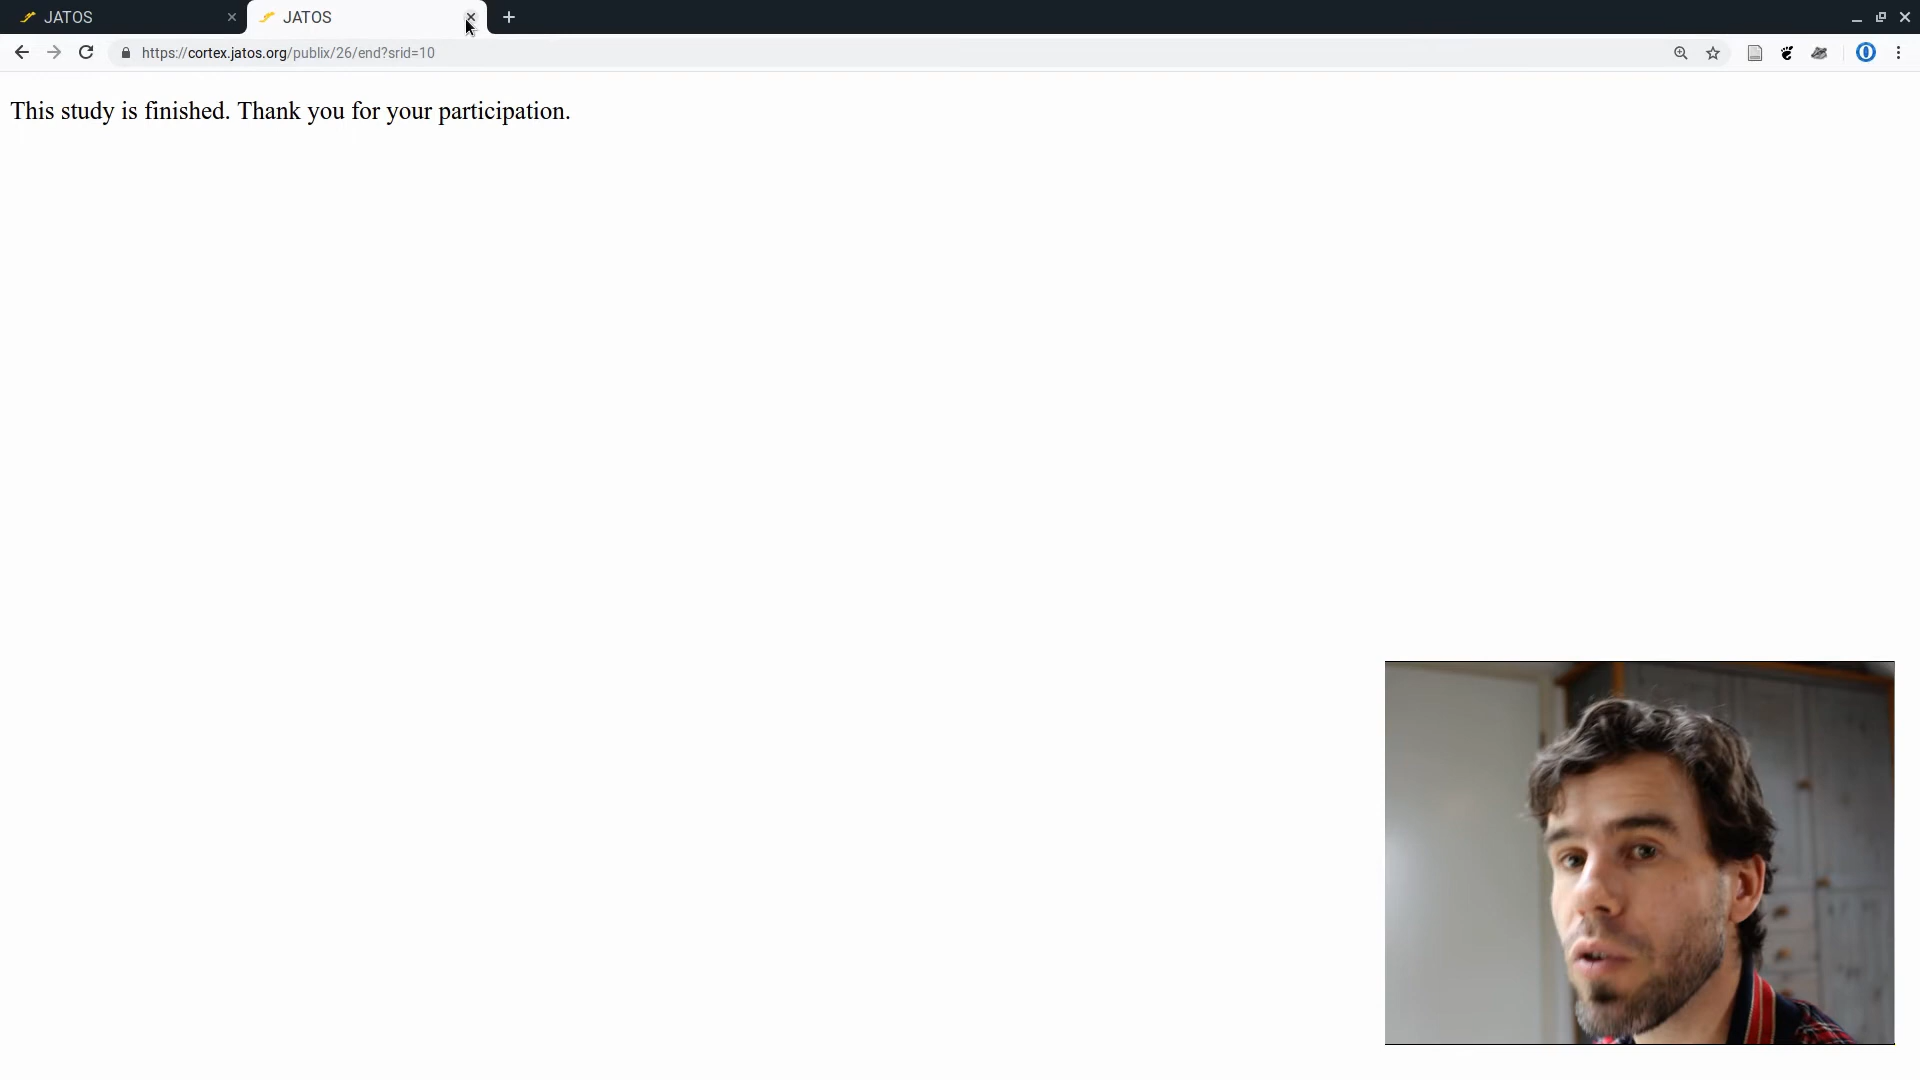 JATOS
JATOS
https://cortex.jatos.org/publix/26/end?srid=10
This study is finished. Thank you for your participation.